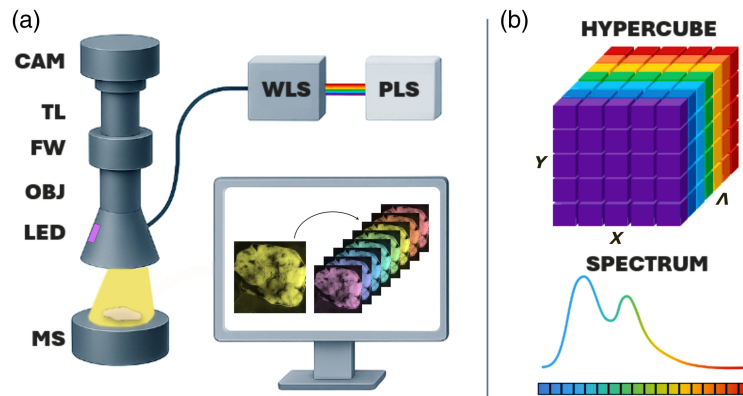 (a)
CAM
TL
FW
OBJ
LED
MS
WLS
PLS
(b)
HYPERCUBE
Y
X
Λ
SPECTRUM